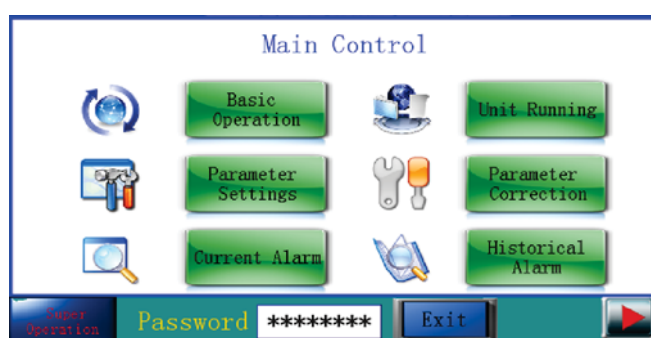 Main Control
Basic
Operation
Unit Running
Parameter
Settings
Parameter
Correction
Current Alarm
Historical
Alarm
Super
Operation
Password ********
Exit